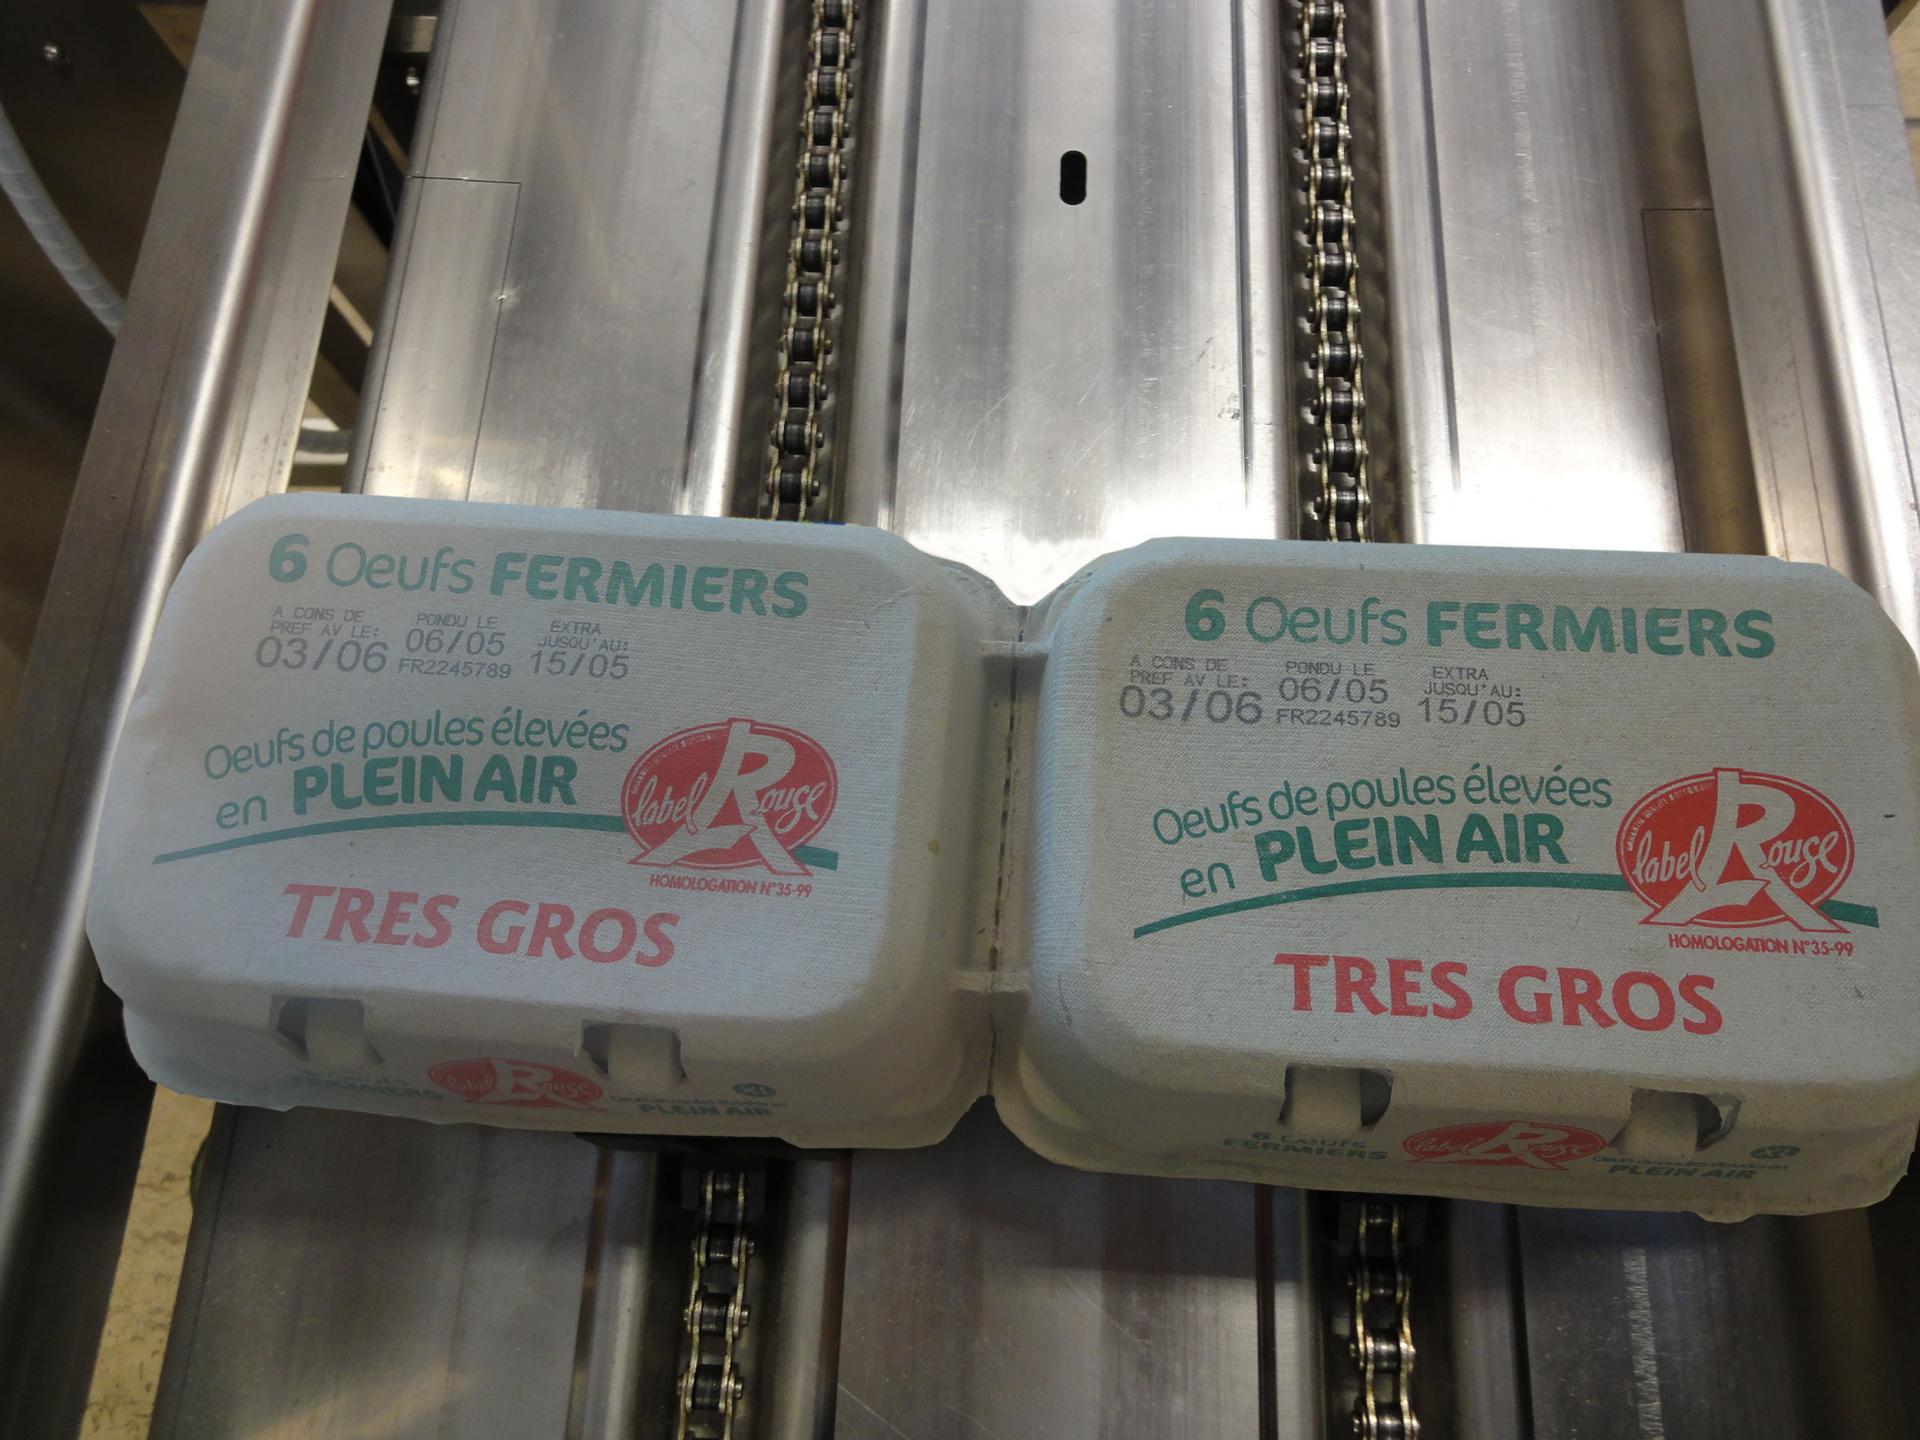 6 Oeufs FERMIERS
A CONS DE
PREF AV LE:
03/06
PONDU LE
06/05
FR2245789
EXTRA
JUSQU'AU:
15/05
Oeufs de poules élevées
en PLEIN AIR
label Rouge
HOMOLOGATION N°35-99
TRES GROS
FERMIERS
label Rouge
XL
PLEIN AIR
6 Oeufs FERMIERS
A CONS DE
PREF AV LE:
03/06
PONDU LE
06/05
FR2245789
EXTRA
JUSQU'AU:
15/05
Oeufs de poules élevées
en PLEIN AIR
label Rouge
HOMOLOGATION N°35-99
TRES GROS
6 Oeufs
FERMIERS
label Rouge
XL
PLEIN AIR